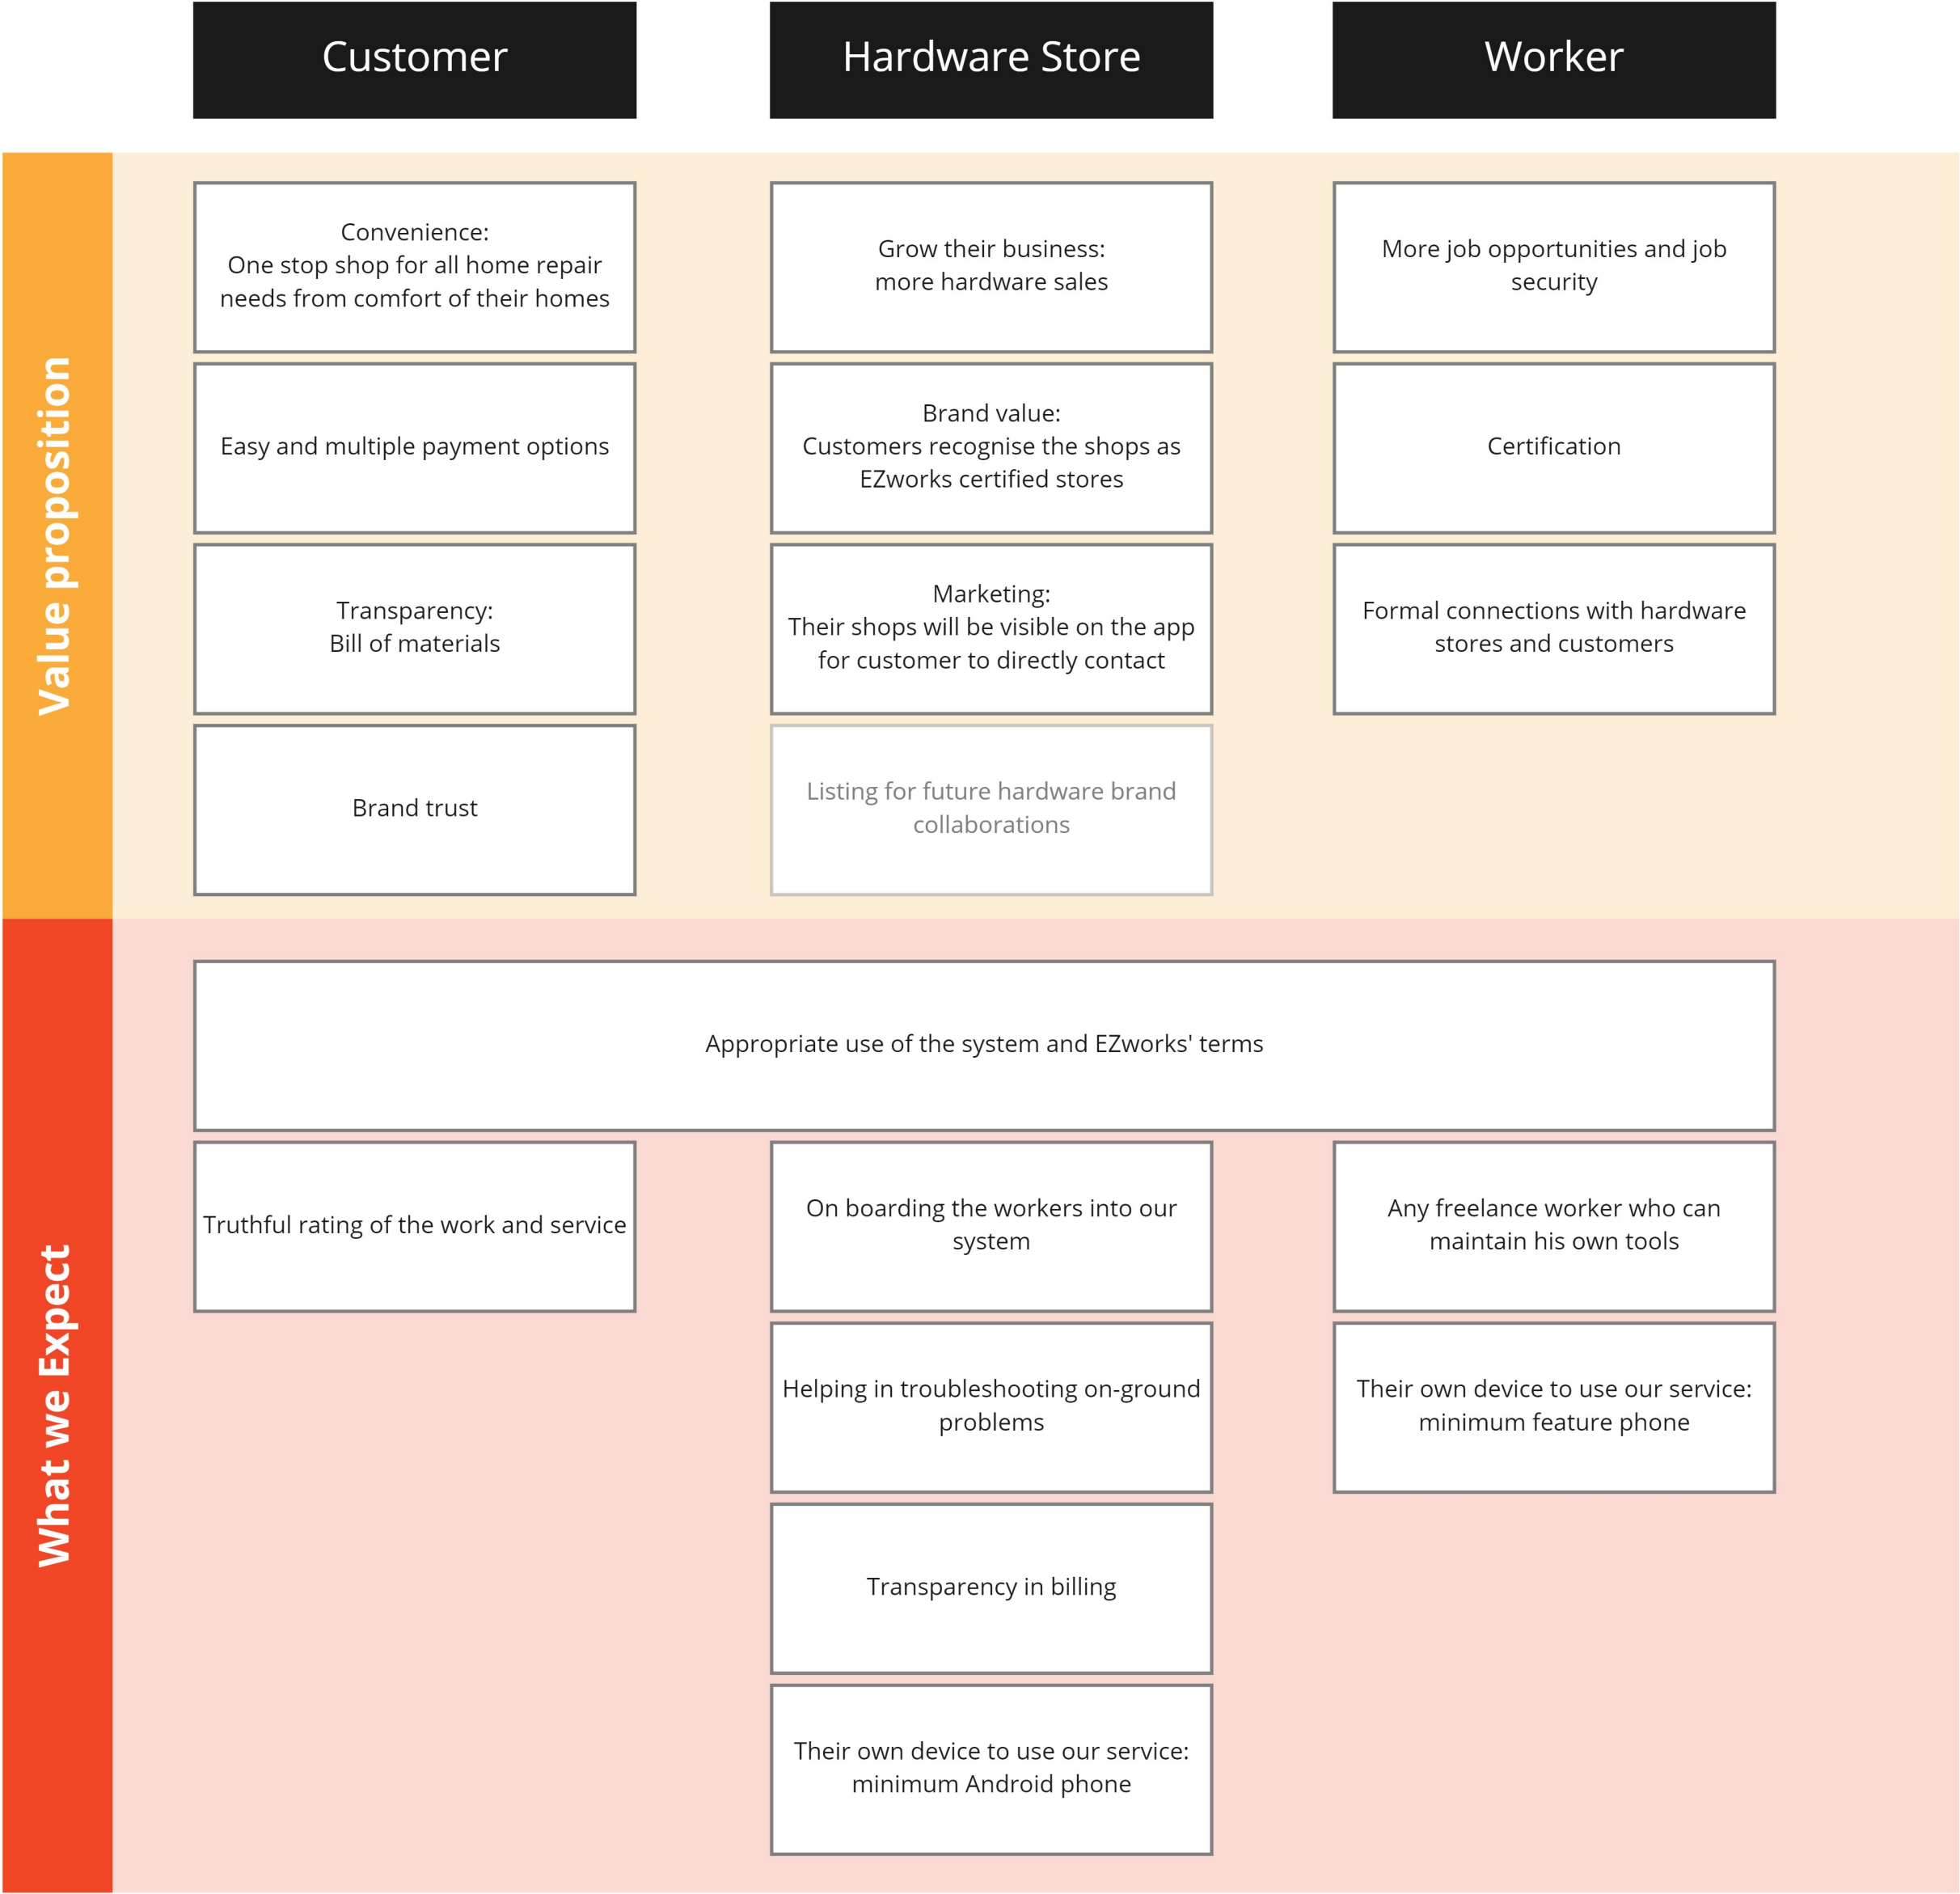 Customer
Hardware Store
Worker
Value proposition
Convenience:
One stop shop for all home repair
needs from comfort of their homes
Grow their business:
more hardware sales
More job opportunities and job
security
Easy and multiple payment options
Brand value:
Customers recognise the shops as
EZworks certified stores
Certification
Transparency:
Bill of materials
Marketing:
Their shops will be visible on the app
for customer to directly contact
Formal connections with hardware
stores and customers
Brand trust
Listing for future hardware brand
collaborations
What we Expect
Appropriate use of the system and EZworks' terms
Truthful rating of the work and service
On boarding the workers into our
system
Any freelance worker who can
maintain his own tools
Helping in troubleshooting on-ground
problems
Their own device to use our service:
minimum feature phone
Transparency in billing
Their own device to use our service:
minimum Android phone